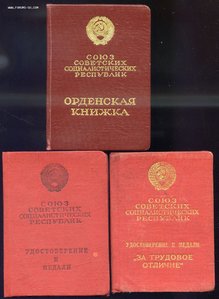 СОЮЗ
СОВЕТСКИХ
СОЦИАЛИСТИЧЕСКИХ
РЕСПУБЛИК
ОРДЕНСКАЯ
КНИЖКА
СОЮЗ
СОВЕТСКИХ
СОЦИАЛИСТИЧЕСКИХ
РЕСПУБЛИК
УДОСТОВЕРЕНИЕ К
МЕДАЛИ
СОЮЗ
СОВЕТСКИХ
СОЦИАЛИСТИЧЕСКИХ
РЕСПУБЛИК
УДОСТОВЕРЕНИЕ К МЕДАЛИ
„ЗА ТРУДОВОЕ
ОТЛИЧИЕ"